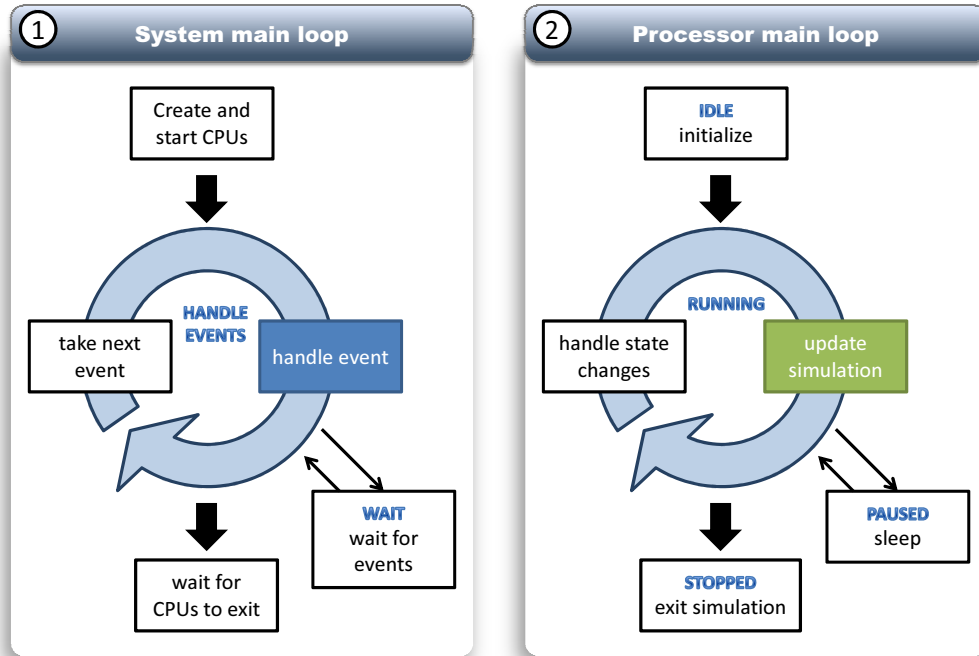 1
System main loop
Create and
start CPUs
HANDLE
EVENTS
take next
event
handle event
WAIT
wait for
events
wait for
CPUs to exit
2
Processor main loop
IDLE
initialize
RUNNING
handle state
changes
update
simulation
PAUSED
sleep
STOPPED
exit simulation